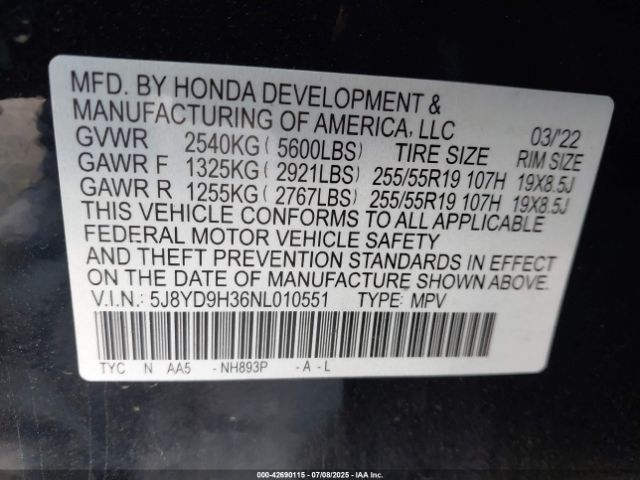 MFD. BY HONDA DEVELOPMENT &
MANUFACTURING OF AMERICA, LLC 03/'22
GVWR 2540KG( 5600LBS) TIRE SIZE RIM SIZE
GAWR F 1325KG( 2921LBS) 255/55R19 107H 19X8.5J
GAWR R 1255KG( 2767LBS) 255/55R19 107H 19X8.5J
THIS VEHICLE CONFORMS TO ALL APPLICABLE
FEDERAL MOTOR VEHICLE SAFETY
AND THEFT PREVENTION STANDARDS IN EFFECT
ON THE DATE OF MANUFACTURE SHOWN ABOVE.
V.I.N.: 5J8YD9H36NL010551 TYPE: MPV
TYC N AA5 -NH893P -A-L
000-42690115 - 07/08/2025 - IAAI.COM